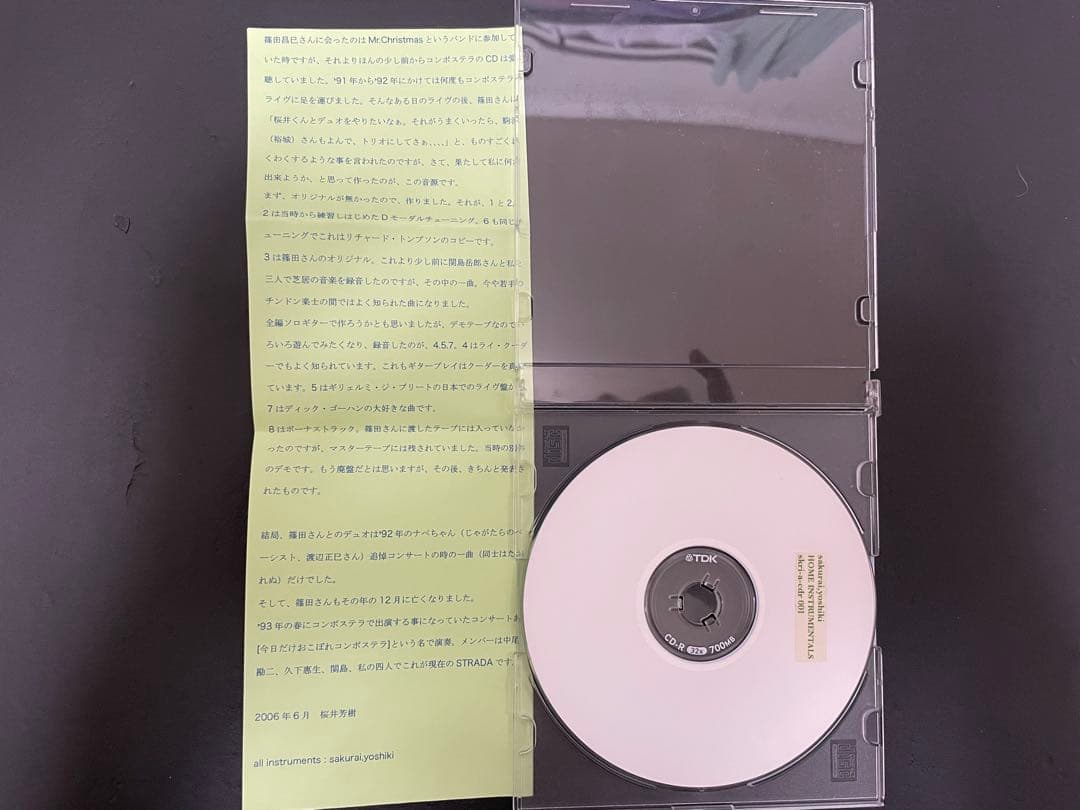 篠田昌已さんに会ったのは Mr.Christmas というバンドに参加して
いた時ですが、それよりほんの少し前からコンポステラの CD は愛
聴していました。'91 年から'92 年にかけては何度もコンポステラ
ライヴに足を運びました。そんなある日のライヴの後、篠田さんに
「桜井くんとデュオをやりたいなぁ。それがうまくいったら、駒沢
（裕城）さんもよんで、トリオにしてさぁ、、、、」と、ものすごく
くわくするような事を言われたのですが、さて、果たして私に何が
出来ようか、と思って作ったのが、この音源です。
まず、オリジナルが無かったので、作りました。それが、1 と 2。
2 は当時から練習しはじめた D モーダルチューニング。6 も同じ
ューニングでこれはリチャード・トンプソンのコピーです。
3 は篠田さんのオリジナル。これより少し前に関島岳郎さんと私と
三人で芝居の音楽を録音したのですが、その中の一曲。今や若手の
チンドン楽士の間ではよく知られた曲になりました。
全編ソロギターで作ろうかとも思いましたが、デモテープなので
いろ遊んでみたくなり、録音したのが、4.5.7。4 はライ・クーダ
ーでもよく知られています。これもギタープレイはクーダーを真
ています。5 はギリェルミ・ジ・ブリートの日本でのライヴ盤か
7 はディック・ゴーハンの大好きな曲です。
8 はボーナストラック。篠田さんに渡したテープには入っていなか
ったのですが、マスターテープには残されていました。当時の別
のデモです。もう廃盤だとは思いますが、その後、きちんと発表さ
れたものです。
結局、篠田さんとのデュオは'92 年のナベちゃん（じゃがたらのベ
ーシスト、渡辺正巳さん）追悼コンサートの時の一曲（同士はた
れぬ）だけでした。
そして、篠田さんもその年の 12 月に亡くなりました。
'93 年の春にコンポステラで出演する事になっていたコンサートあ
[今日だけおこぼれコンポステラ]という名で演奏。メンバーは中尾
勘二、久下惠生、関島、私の四人でこれが現在の STRADA です。
2006 年 6 月　桜井芳樹
all instruments : sakurai,yoshiki
TDK
CD-R 32x 700MB
sakurai,yoshiki
HOME INSTRUMENTALS
skri-a-cdr 001